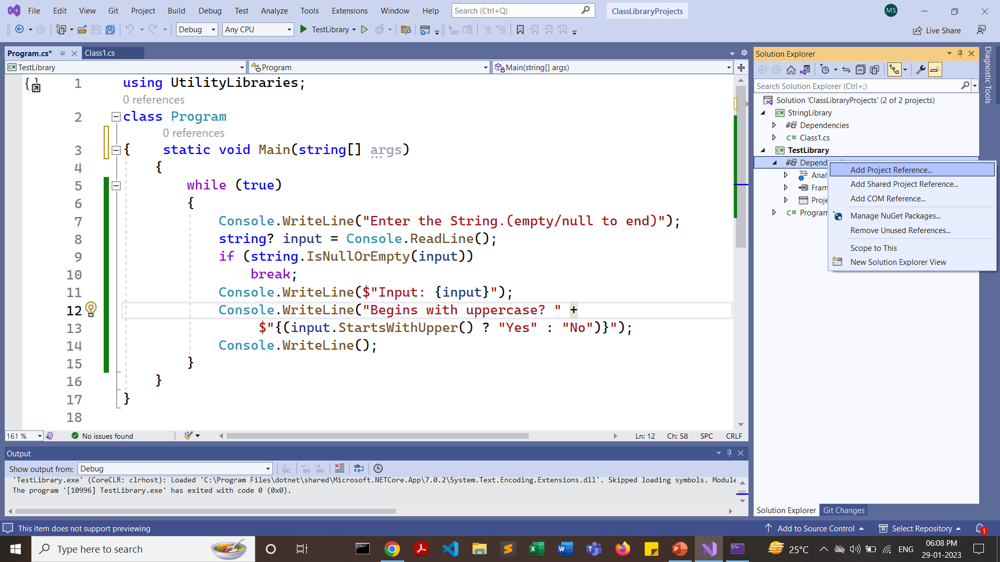 File Edit View Git Project Build Debug Test Analyze Tools Extensions Window Help Search (Ctrl+Q) ClassLibraryProjects MS
Debug Any CPU TestLibrary Live Share
Program.cs* Class1.cs
TestLibrary Program Main(string[] args)
1 using UtilityLibraries;
0 references
2 class Program
0 references
3 { static void Main(string[] args)
4 {
5 while (true)
6 {
7 Console.WriteLine("Enter the String.(empty/null to end)");
8 string? input = Console.ReadLine();
9 if (string.IsNullOrEmpty(input))
10 break;
11 Console.WriteLine($"Input: {input}");
12 Console.WriteLine("Begins with uppercase? " +
13 $"{(input.StartsWithUpper() ? "Yes" : "No")}");
14 Console.WriteLine();
15 }
16 }
17 }
18
161 % No issues found Ln: 12 Ch: 58 SPC CRLF
Output
Show output from: Debug
'TestLibrary.exe' (CoreCLR: clrhost): Loaded 'C:\Program Files\dotnet\shared\Microsoft.NETCore.App\7.0.2\System.Text.Encoding.Extensions.dll'. Skipped loading symbols. Module
The program '[10996] TestLibrary.exe' has exited with code 0 (0x0).
Solution Explorer
Search Solution Explorer (Ctrl+;)
Solution 'ClassLibraryProjects' (2 of 2 projects)
C# StringLibrary
Dependencies
C# Class1.cs
C# TestLibrary
Depend
Analy
Fram
Proje
C# Program
Add Project Reference...
Add Shared Project Reference...
Add COM Reference...
Manage NuGet Packages...
Remove Unused References...
Scope to This
New Solution Explorer View
Solution Explorer Git Changes
Diagnostic Tools
This item does not support previewing Add to Source Control Select Repository 1
Type here to search 25°C ENG 06:08 PM
29-01-2023